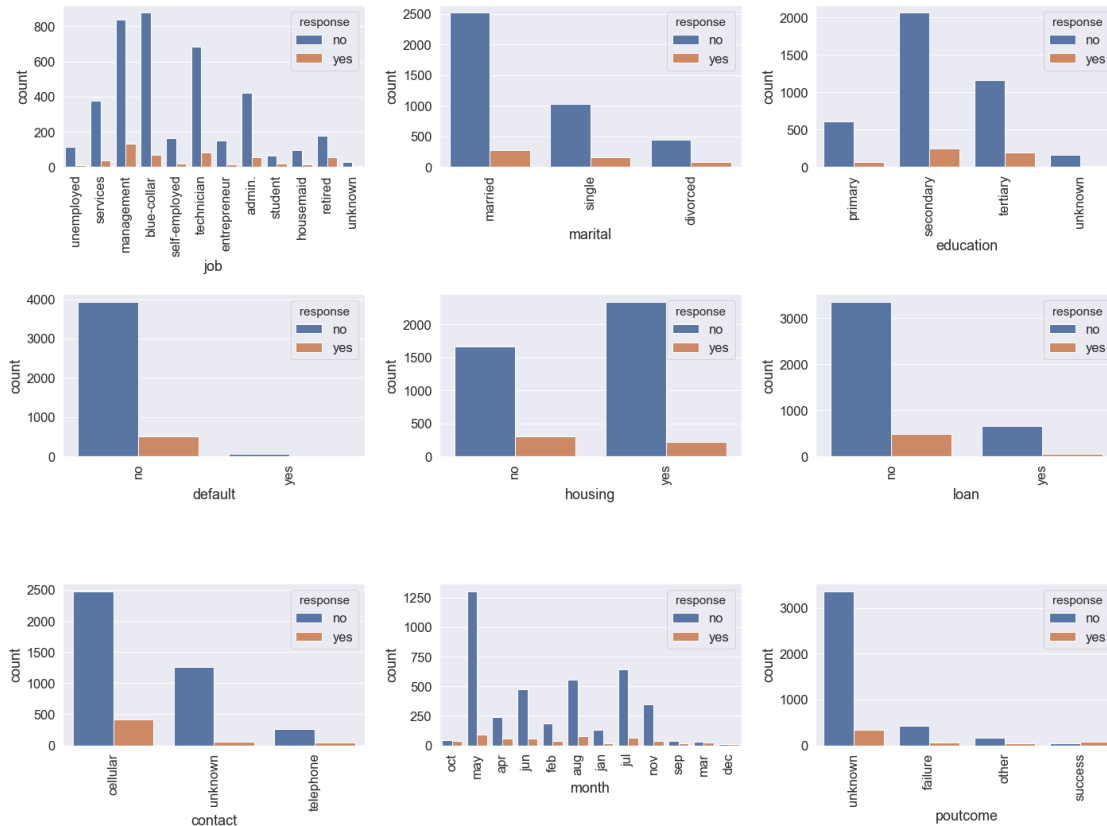 response
no
yes
800
600
400
200
0
count
unemployed
services
management
blue-collar
self-employed
technician
entrepreneur
admin.
student
housemaid
retired
unknown
job
response
no
yes
2500
2000
1500
1000
500
0
count
married
single
divorced
marital
response
no
yes
2000
1500
1000
500
0
count
primary
secondary
tertiary
unknown
education
response
no
yes
4000
3000
2000
1000
0
count
no
yes
default
response
no
yes
2000
1500
1000
500
0
count
no
yes
housing
response
no
yes
3000
2000
1000
0
count
no
yes
loan
response
no
yes
2500
2000
1500
1000
500
0
count
cellular
unknown
telephone
contact
response
no
yes
1250
1000
750
500
250
0
count
oct
may
apr
jun
feb
aug
jan
jul
nov
sep
mar
dec
month
response
no
yes
3000
2000
1000
0
count
unknown
failure
other
success
poutcome